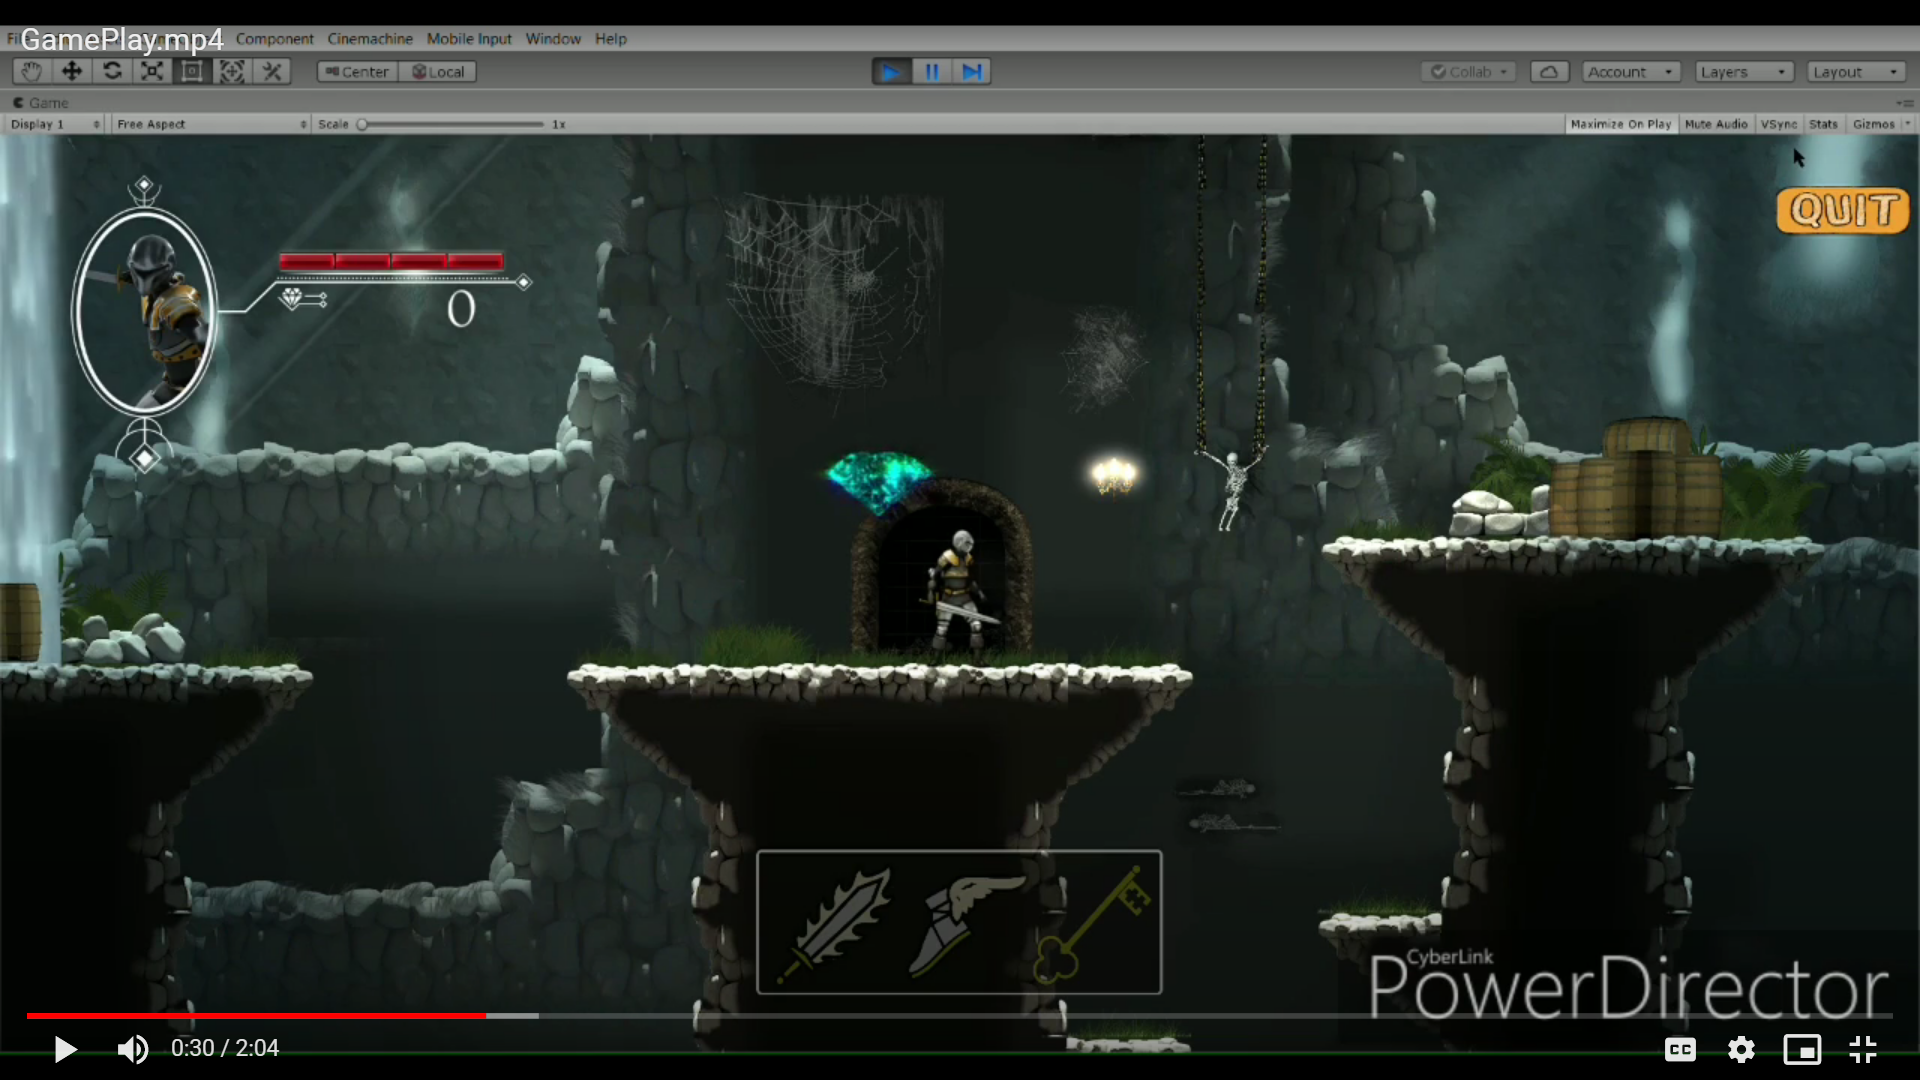 GamePlay.mp4
Component Cinemachine Mobile Input Window Help
Center Local Collab Account Layers Layout
Game
Display 1 Free Aspect Scale 1x Maximize On Play Mute Audio VSync Stats Gizmos
QUIT
0
CyberLink
PowerDirector
0:30 / 2:04
CC